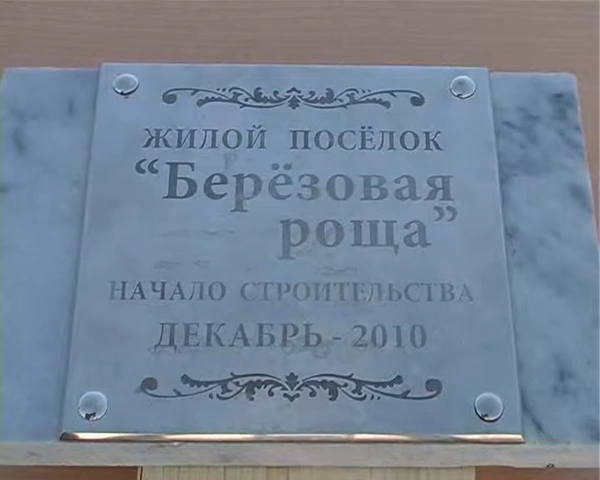 ЖИЛОЙ ПОСЁЛОК
“Берёзовая
роща”
НАЧАЛО СТРОИТЕЛЬСТВА
ДЕКАБРЬ - 2010